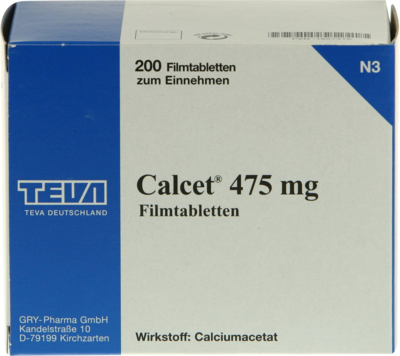 200 Filmtabletten
zum Einnehmen
N3
TEVA
TEVA DEUTSCHLAND
Calcet® 475 mg
Filmtabletten
GRY-Pharma GmbH
Kandelstraße 10
D-79199 Kirchzarten
Wirkstoff: Calciumacetat